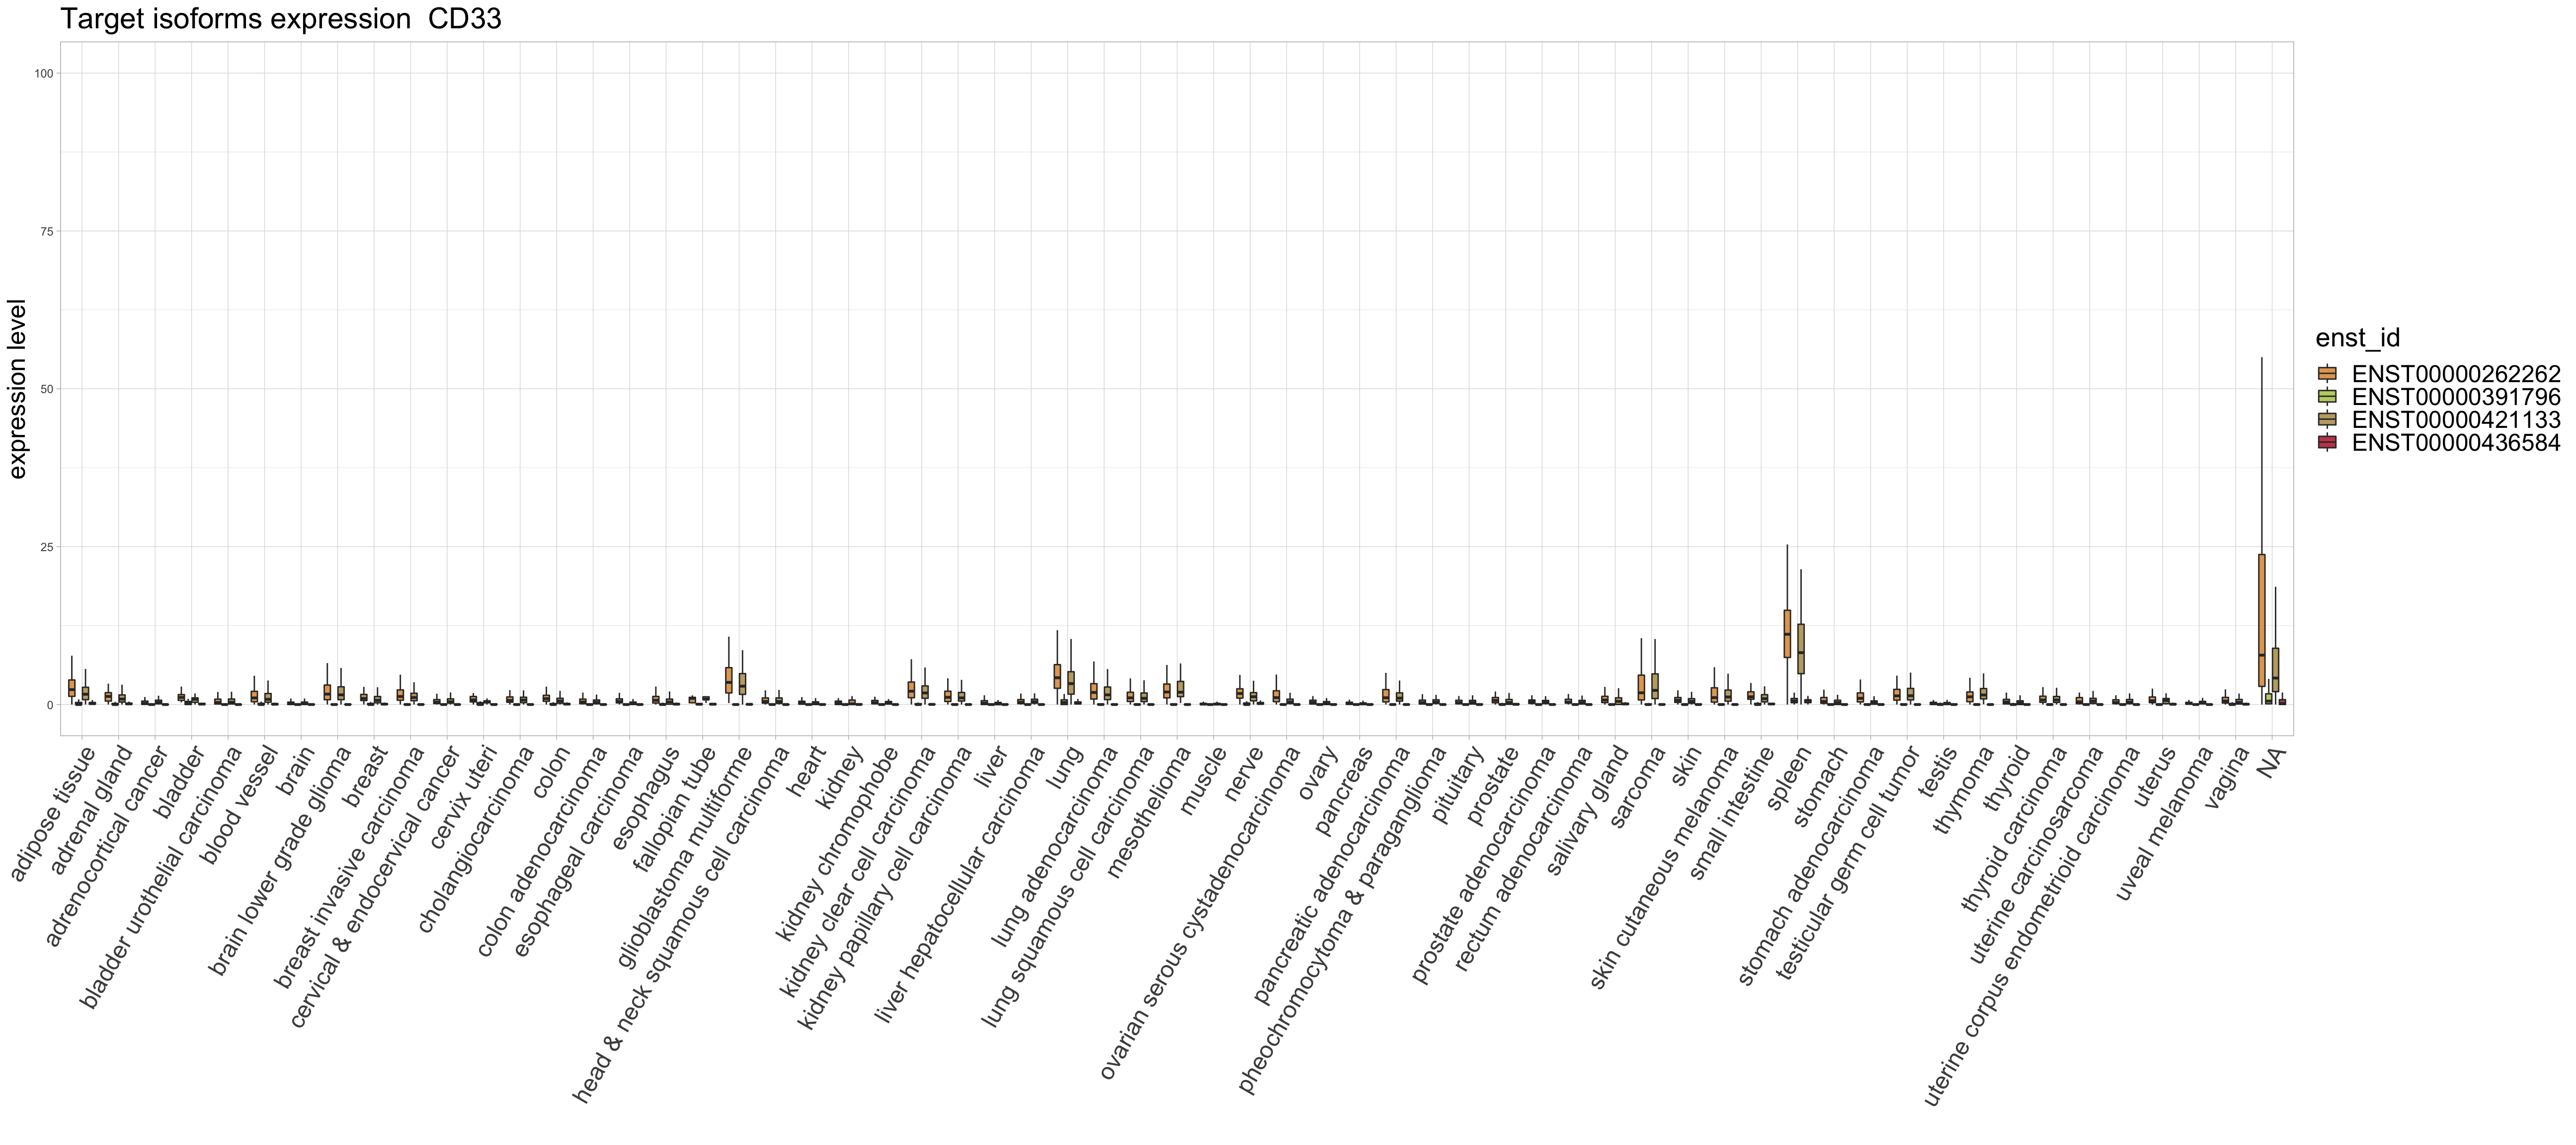 Target isoforms expression  CD33
100
75
50
25
0
expression level
adipose tissue
adrenal gland
adrenocortical cancer
bladder
bladder urothelial carcinoma
blood vessel
brain
brain lower grade glioma
breast
breast invasive carcinoma
cervical & endocervical cancer
cervix uteri
cholangiocarcinoma
colon
colon adenocarcinoma
esophageal carcinoma
esophagus
fallopian tube
glioblastoma multiforme
head & neck squamous cell carcinoma
heart
kidney
kidney chromophobe
kidney clear cell carcinoma
kidney papillary cell carcinoma
liver
liver hepatocellular carcinoma
lung
lung adenocarcinoma
lung squamous cell carcinoma
mesothelioma
muscle
nerve
ovarian serous cystadenocarcinoma
ovary
pancreas
pancreatic adenocarcinoma
pheochromocytoma & paraganglioma
pituitary
prostate
prostate adenocarcinoma
rectum adenocarcinoma
salivary gland
sarcoma
skin
skin cutaneous melanoma
small intestine
spleen
stomach
stomach adenocarcinoma
testicular germ cell tumor
testis
thymoma
thyroid
thyroid carcinoma
uterine carcinosarcoma
uterine corpus endometrioid carcinoma
uterus
uveal melanoma
vagina
NA
enst_id
ENST00000262262
ENST00000391796
ENST00000421133
ENST00000436584